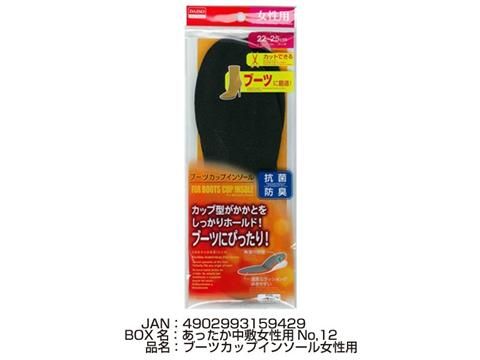 DAISO
女性用
22~25cm
カットできる
ブーツに最適!
ブーツカップインソール
FOR BOOTS CUP INSOLE
抗菌
防臭
カップ型がかかとを
しっかりホールド!
ブーツにぴったり!
JAN:4902993159429
BOX名:あったか中敷女性用No,12
品名:ブーツカップインソール女性用